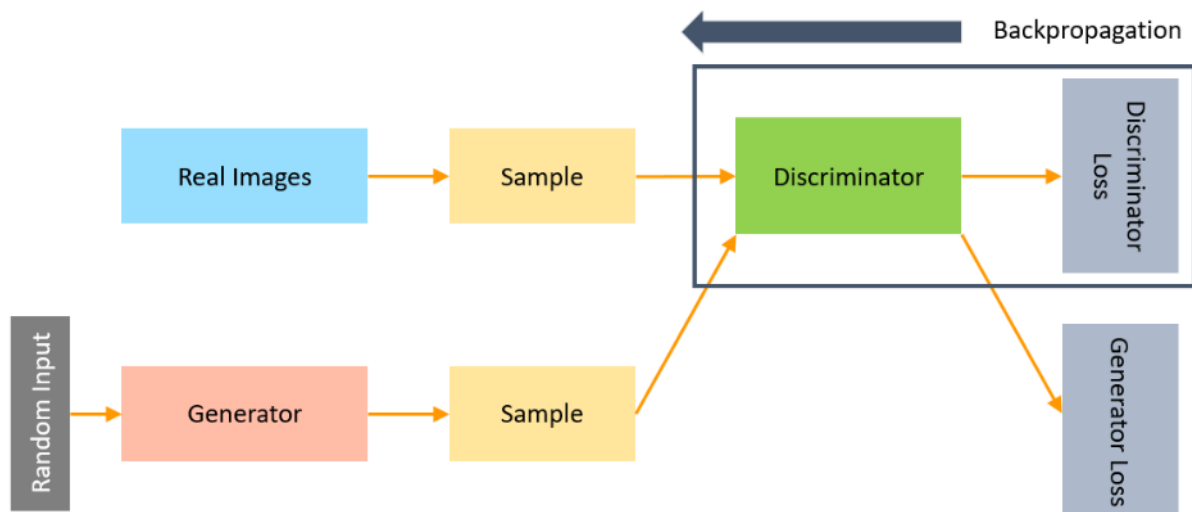 Backpropagation
Real Images
Sample
Discriminator
Discriminator
Loss
Random Input
Generator
Sample
Generator Loss